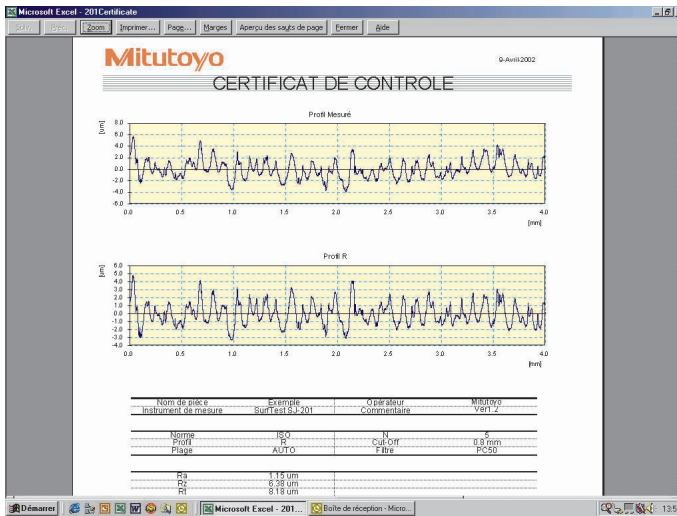 Microsoft Excel - 201Certificate
Zoom Imprimer... Page... Marges Aperçu des sauts de page Fermer Aide
Mitutoyo
9-Avril-2002
CERTIFICAT DE CONTROLE
Profil Mesuré
[um]
8.0
6.0
4.0
2.0
0.0
-2.0
-4.0
-6.0
0.0 0.5 1.0 1.5 2.0 2.5 3.0 3.5 4.0
[mm]
Profil R
[um]
6.0
5.0
4.0
3.0
2.0
1.0
0.0
-1.0
-2.0
-3.0
-4.0
0.0 0.5 1.0 1.5 2.0 2.5 3.0 3.5 4.0
[mm]
Nom de pièce Exemple Opérateur Mitutoyo
Instrument de mesure SurfTest SJ-201 Commentaire Ver1.2
Norme ISO N 5
Profil R Cut-Off 0.8 mm
Plage AUTO Filtre PC50
Ra 1.15 um
Rz 6.38 um
Rt 8.18 um
Démarrer Microsoft Excel - 201... Boîte de réception - Micro... 13:5